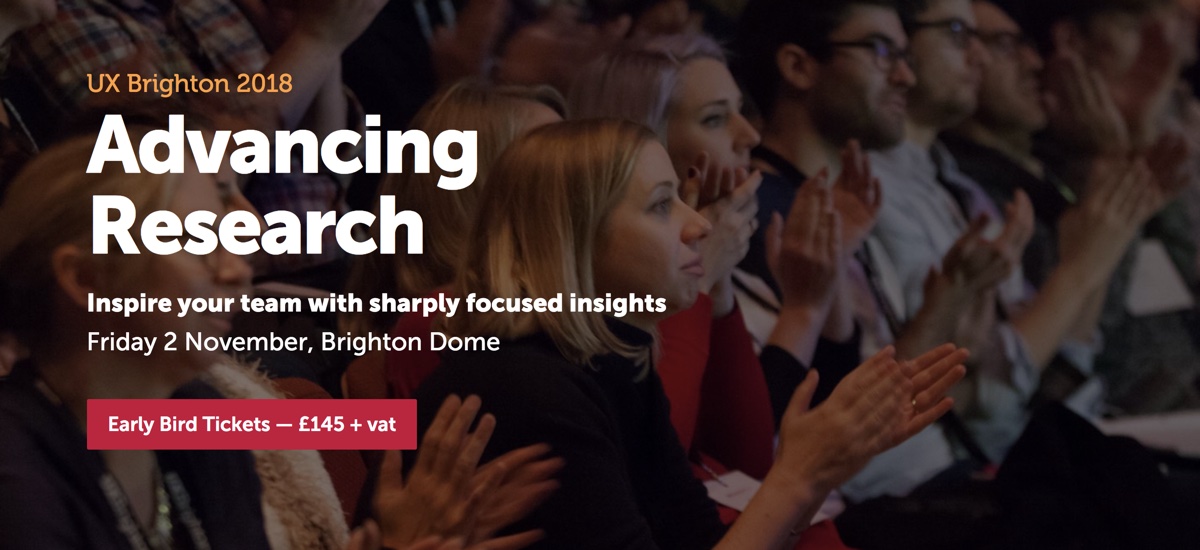 UX Brighton 2018
Advancing
Research
Inspire your team with sharply focused insights
Friday 2 November, Brighton Dome
Early Bird Tickets — £145 + vat